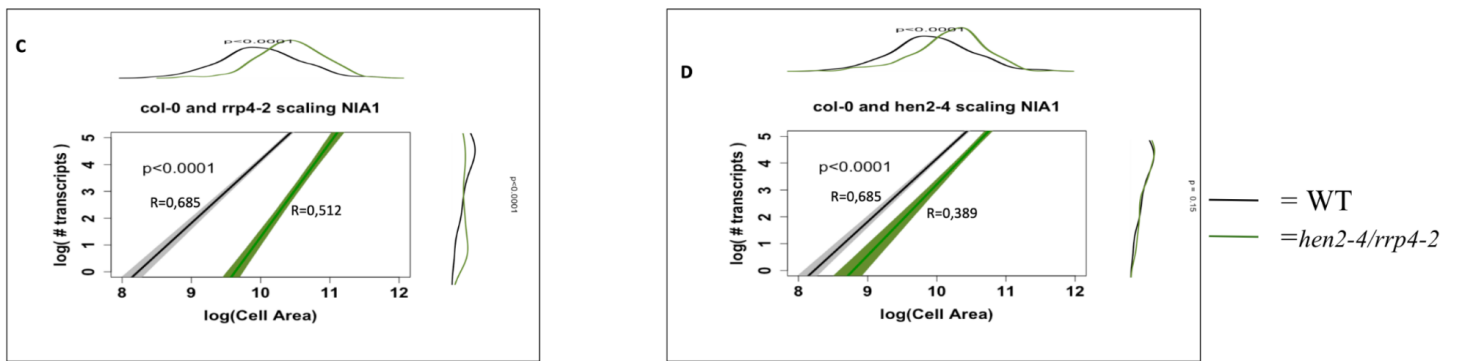 C
p<0.0001
col-0 and rrp4-2 scaling NIA1
5
4
3
2
1
0
log( # transcripts )
p<0.0001
R=0,685
R=0,512
8 9 10 11 12
log(Cell Area)
p<0.0001
D
p<0.0001
col-0 and hen2-4 scaling NIA1
5
4
3
2
1
0
log( # transcripts )
p<0.0001
R=0,685
R=0,389
8 9 10 11 12
log(Cell Area)
p = 0.15
= WT
=hen2-4/rrp4-2